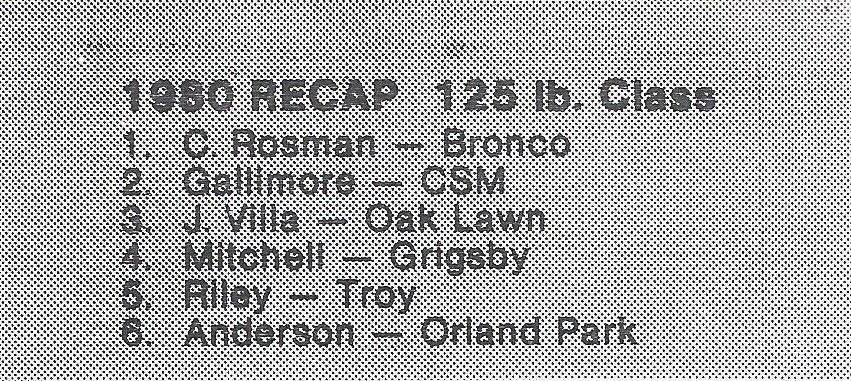 1980 RECAP 125 lb. Class
1. C. Rosman — Bronco
2. Gallimore — CSM
3. J. Villa — Oak Lawn
4. Mitchell — Grigsby
5. Riley — Troy
6. Anderson — Orland Park